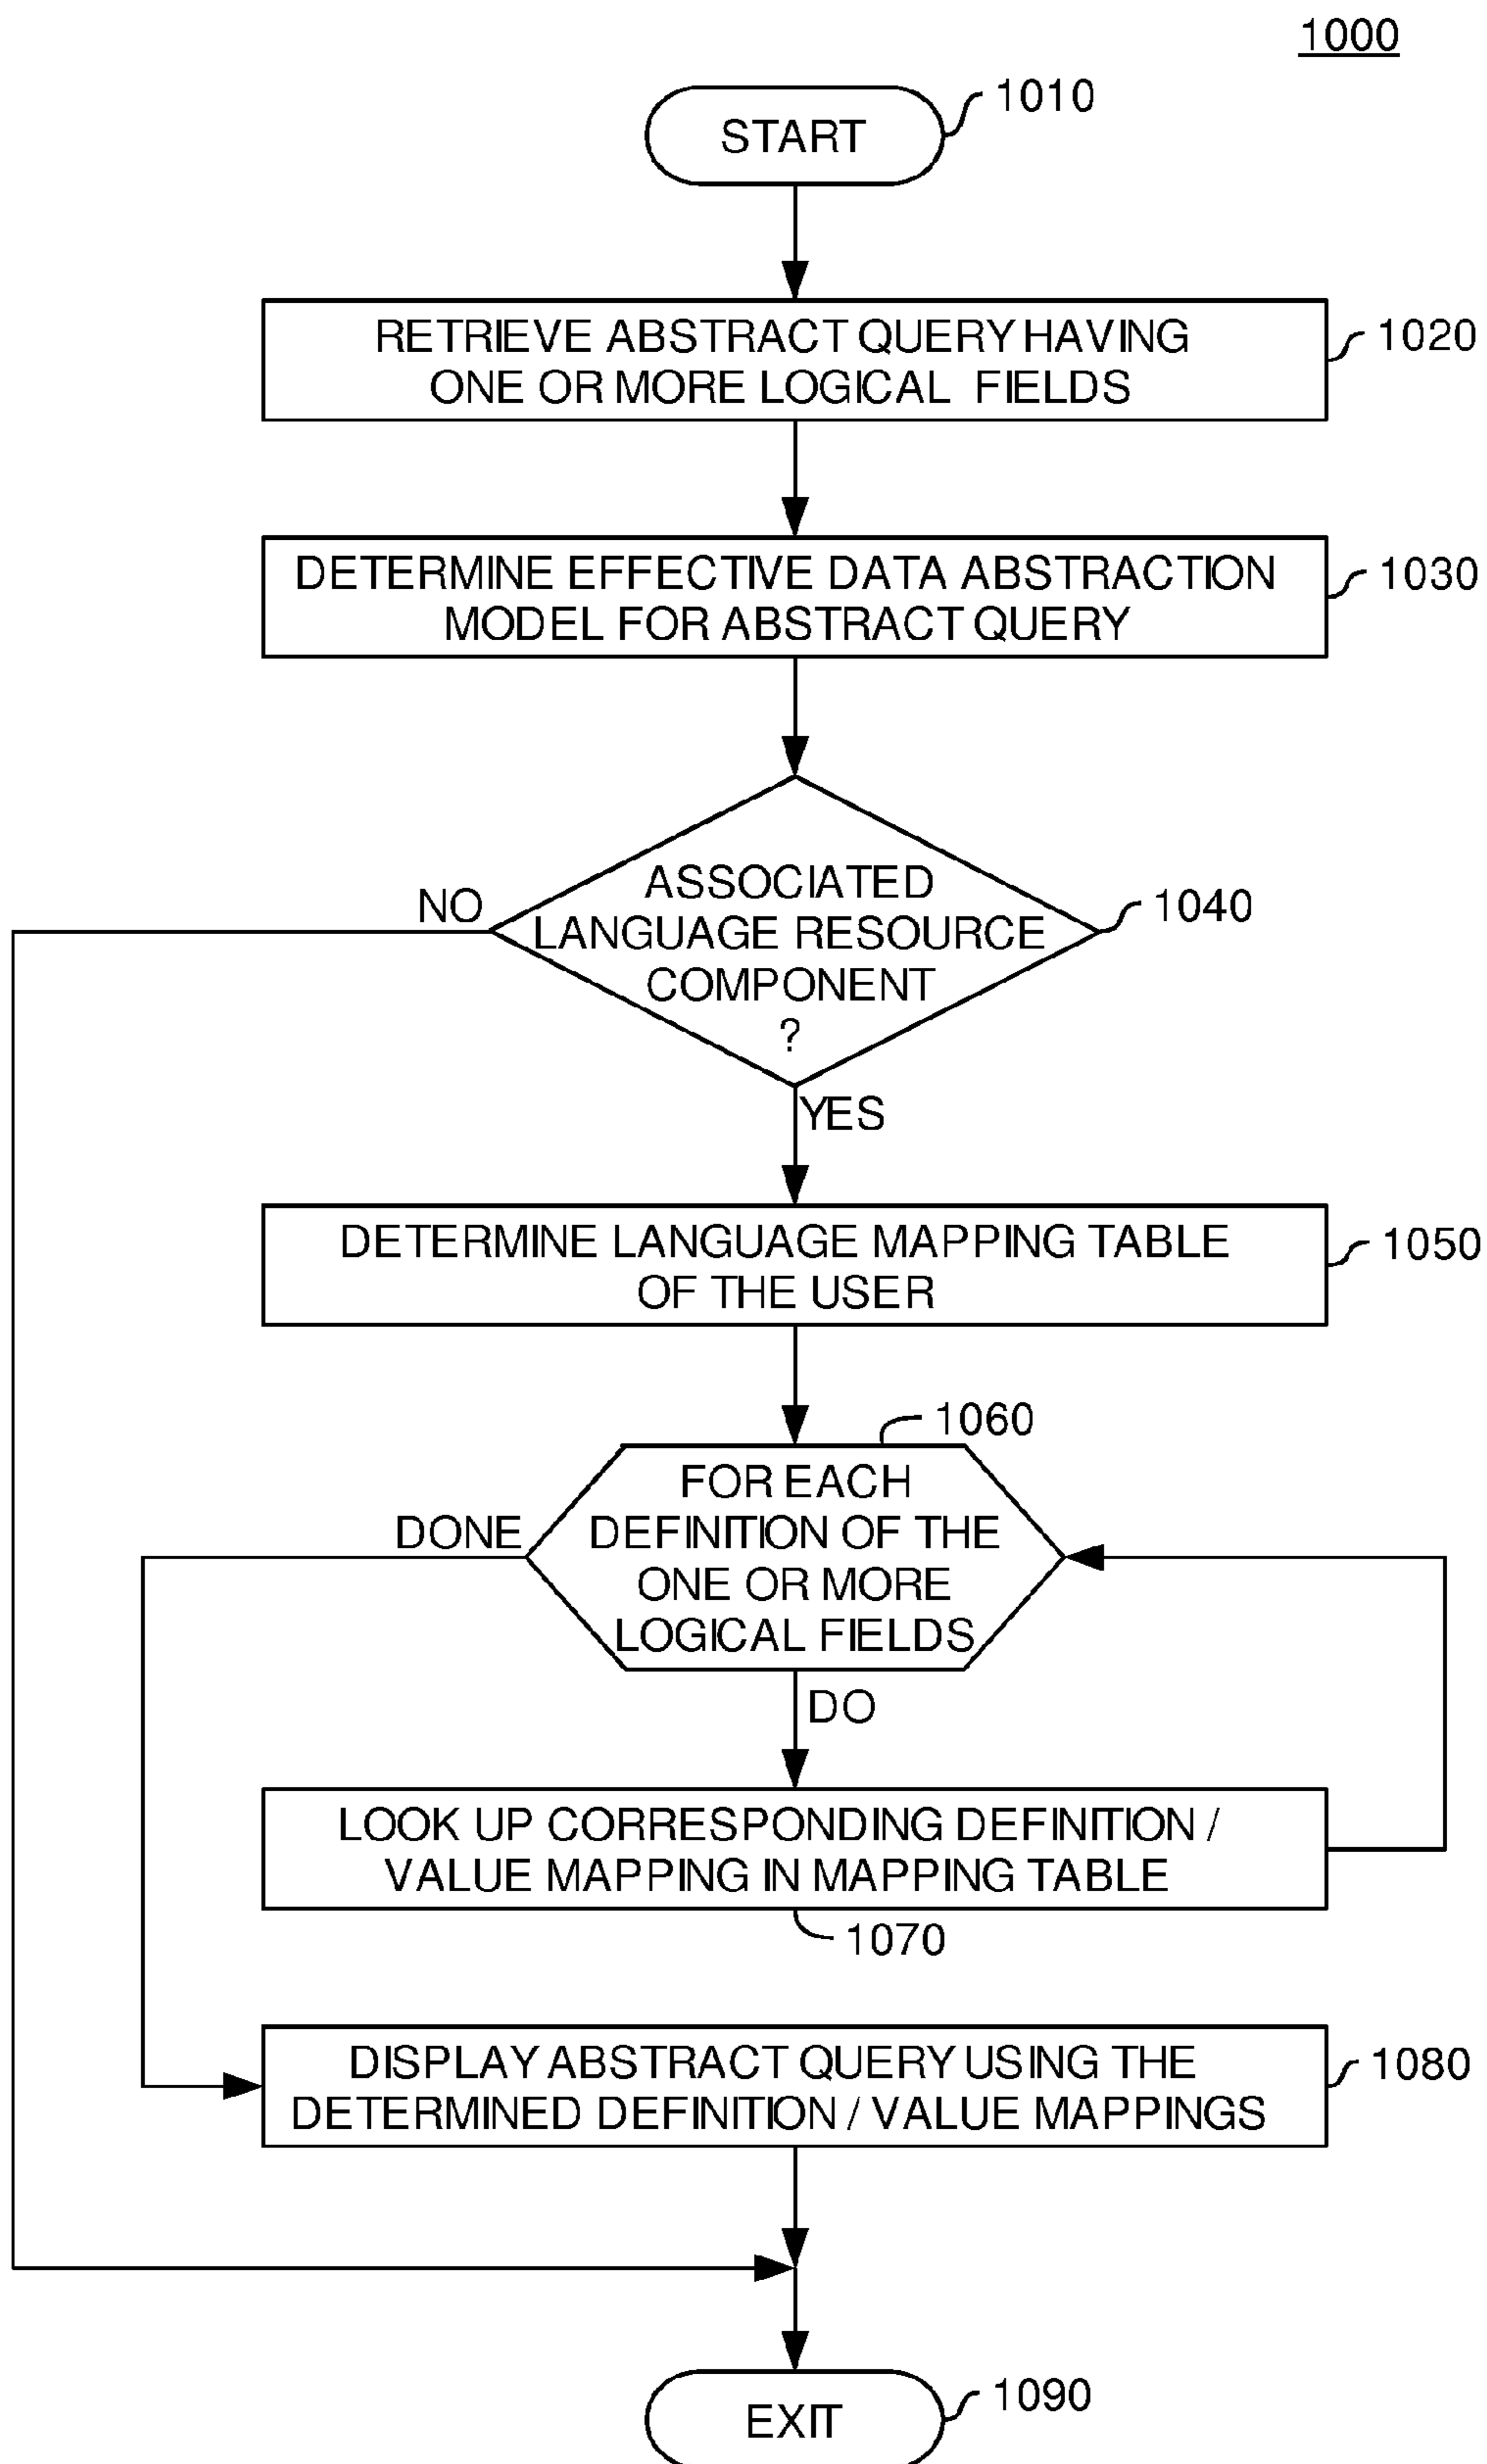 1000
START
1010
RETRIEVE ABSTRACT QUERY HAVING
ONE OR MORE LOGICAL FIELDS
1020
DETERMINE EFFECTIVE DATA ABSTRACTION
MODEL FOR ABSTRACT QUERY
1030
NO
ASSOCIATED
LANGUAGE RESOURCE
COMPONENT
?
1040
YES
DETERMINE LANGUAGE MAPPING TABLE
OF THE USER
1050
1060
DONE
FOR EACH
DEFINITION OF THE
ONE OR MORE
LOGICAL FIELDS
DO
LOOK UP CORRESPONDING DEFINITION /
VALUE MAPPING IN MAPPING TABLE
1070
DISPLAY ABSTRACT QUERY USING THE
DETERMINED DEFINITION / VALUE MAPPINGS
1080
EXIT
1090